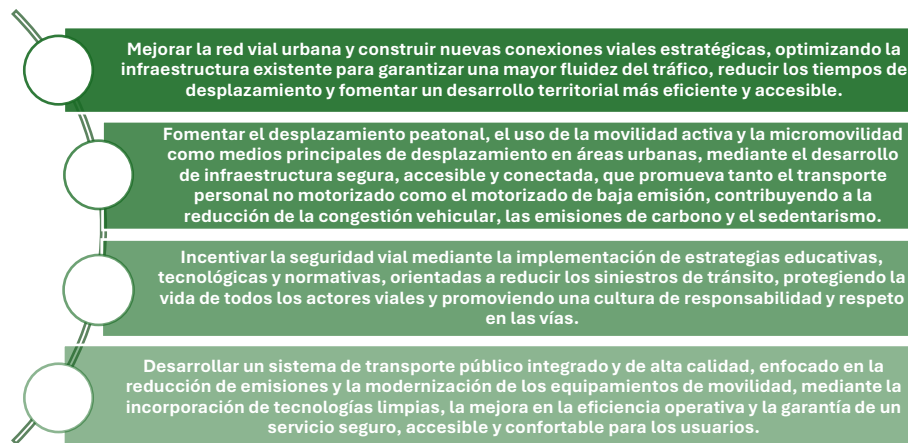 Mejorar la red vial urbana y construir nuevas conexiones viales estratégicas, optimizando la
infraestructura existente para garantizar una mayor fluidez del tráfico, reducir los tiempos de
desplazamiento y fomentar un desarrollo territorial más eficiente y accesible.
Fomentar el desplazamiento peatonal, el uso de la movilidad activa y la micromovilidad
como medios principales de desplazamiento en áreas urbanas, mediante el desarrollo
de infraestructura segura, accesible y conectada, que promueva tanto el transporte
personal no motorizado como el motorizado de baja emisión, contribuyendo a la
reducción de la congestión vehicular, las emisiones de carbono y el sedentarismo.
Incentivar la seguridad vial mediante la implementación de estrategias educativas,
tecnológicas y normativas, orientadas a reducir los siniestros de tránsito, protegiendo la
vida de todos los actores viales y promoviendo una cultura de responsabilidad y respeto
en las vías.
Desarrollar un sistema de transporte público integrado y de alta calidad, enfocado en la
reducción de emisiones y la modernización de los equipamientos de movilidad, mediante la
incorporación de tecnologías limpias, la mejora en la eficiencia operativa y la garantía de un
servicio seguro, accesible y confortable para los usuarios.